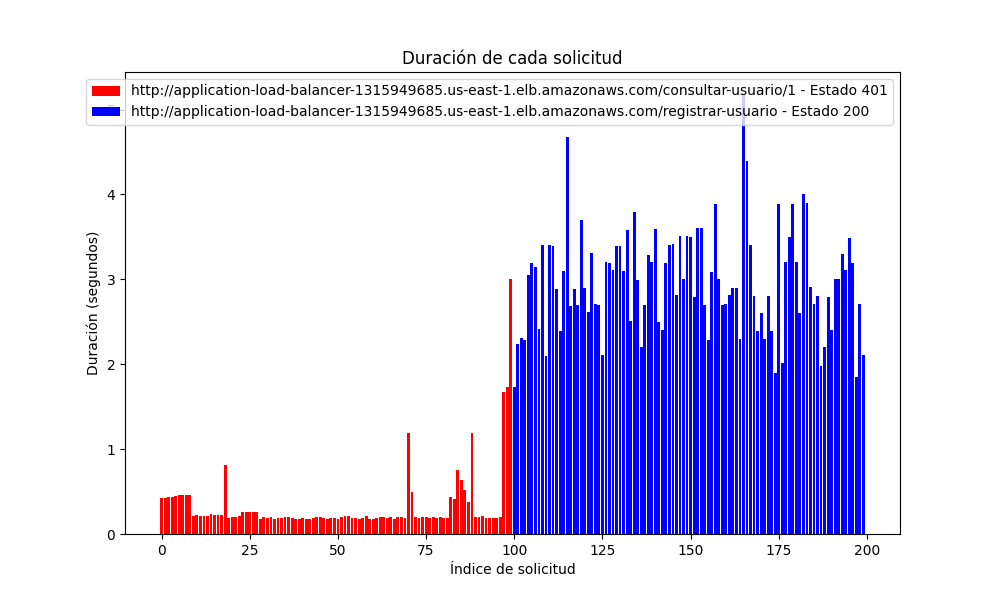 Duración de cada solicitud
http://application-load-balancer-1315949685.us-east-1.elb.amazonaws.com/consultar-usuario/1 - Estado 401
http://application-load-balancer-1315949685.us-east-1.elb.amazonaws.com/registrar-usuario - Estado 200
Duración (segundos)
5
4
3
2
1
0
0 25 50 75 100 125 150 175 200
Índice de solicitud